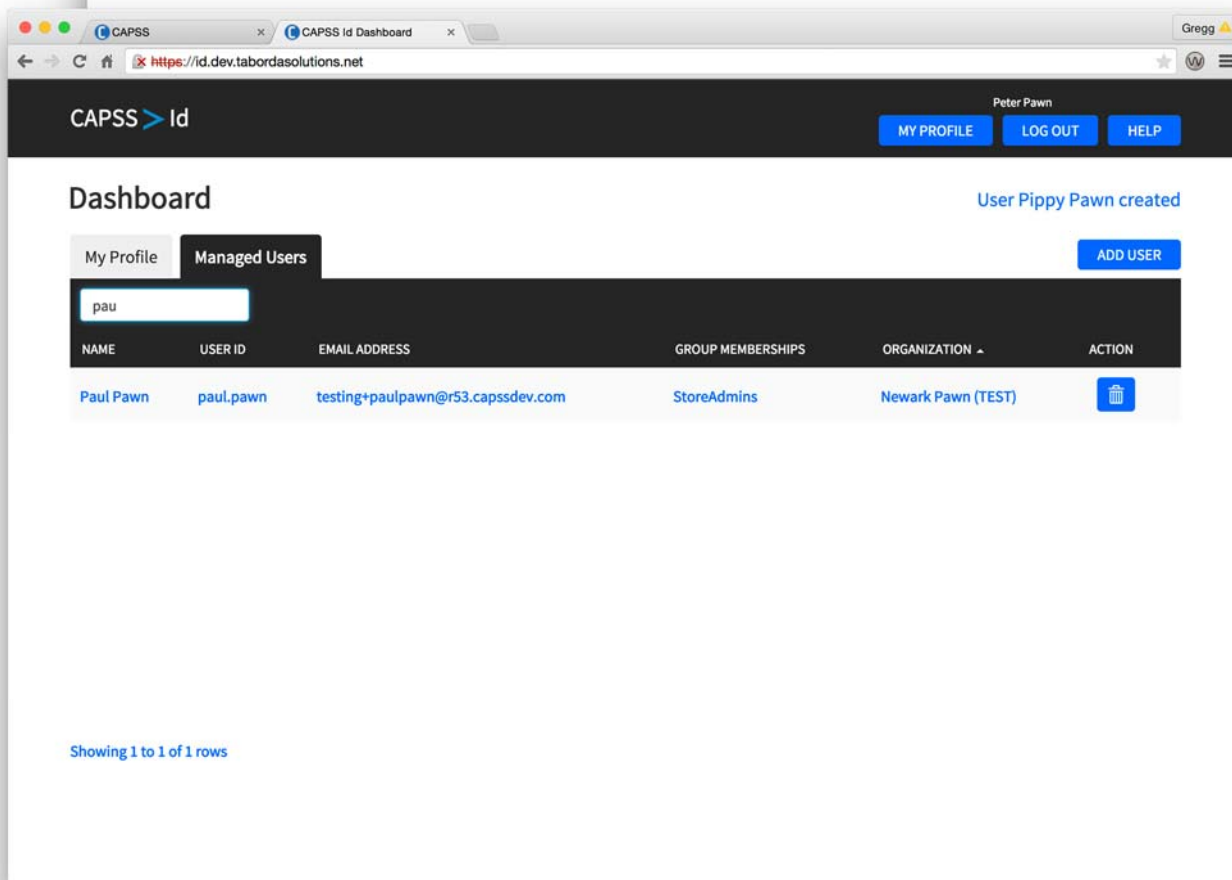 CAPSS
CAPSS Id Dashboard
Gregg
https://id.dev.tabordasolutions.net
CAPSS > Id
Peter Pawn
MY PROFILE LOG OUT HELP
Dashboard
User Pippy Pawn created
My Profile Managed Users
ADD USER
pau
NAME USER ID EMAIL ADDRESS GROUP MEMBERSHIPS ORGANIZATION ACTION
Paul Pawn paul.pawn testing+paulpawn@r53.capssdev.com StoreAdmins Newark Pawn (TEST)
Showing 1 to 1 of 1 rows